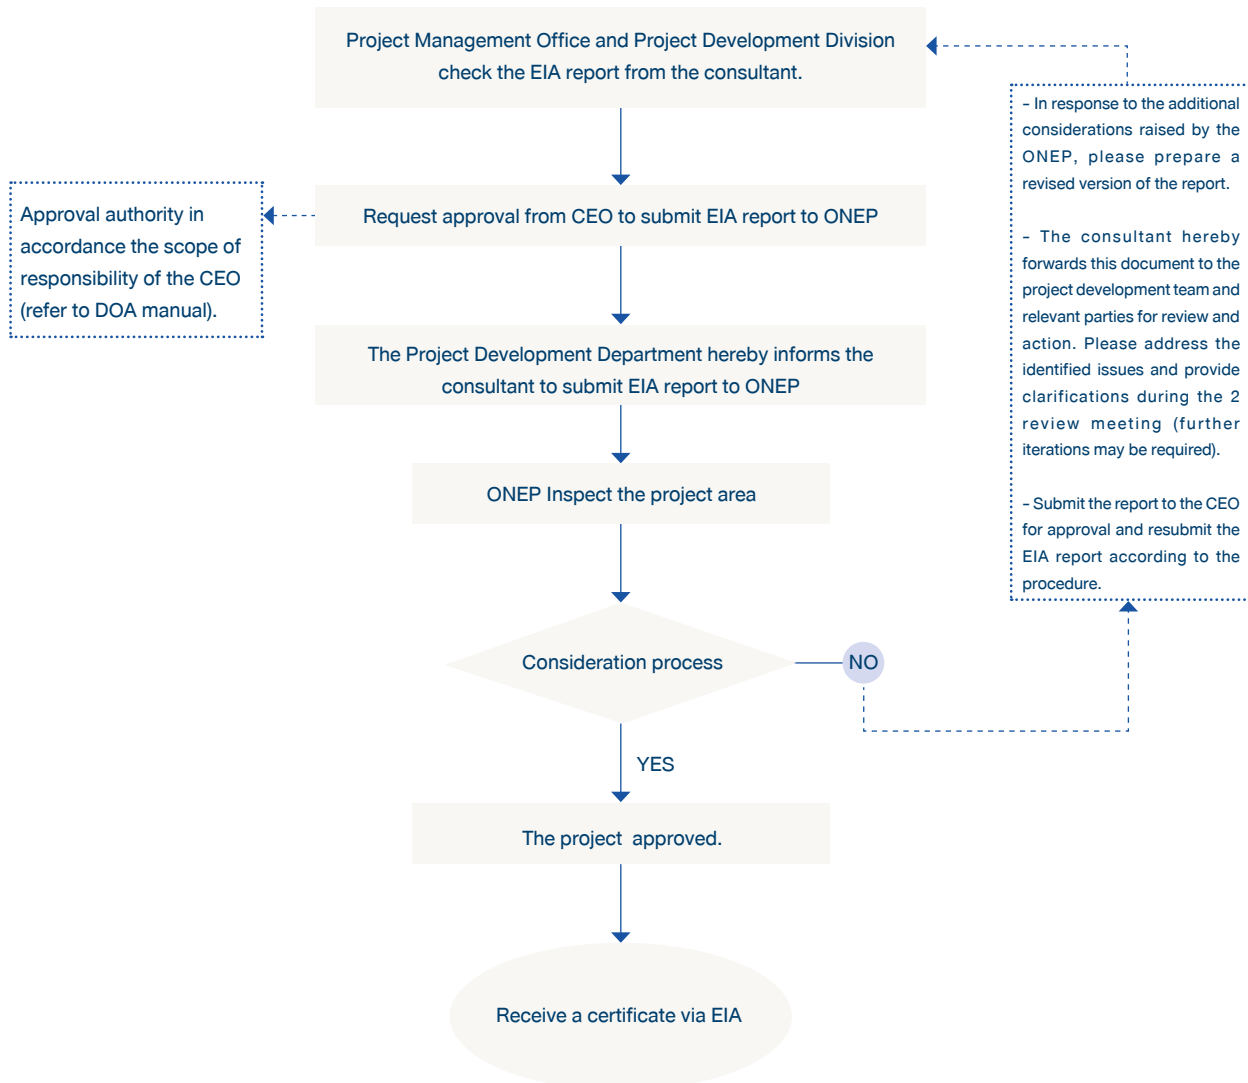 Project Management Office and Project Development Division
check the EIA report from the consultant.
Request approval from CEO to submit EIA report to ONEP
Approval authority in
accordance the scope of
responsibility of the CEO
(refer to DOA manual).
The Project Development Department hereby informs the
consultant to submit EIA report to ONEP
ONEP Inspect the project area
Consideration process
NO
– In response to the additional
considerations raised by the
ONEP, please prepare a
revised version of the report.
– The consultant hereby
forwards this document to the
project development team and
relevant parties for review and
action. Please address the
identified issues and provide
clarifications during the 2
review meeting (further
iterations may be required).
– Submit the report to the CEO
for approval and resubmit the
EIA report according to the
procedure.
YES
The project approved.
Receive a certificate via EIA